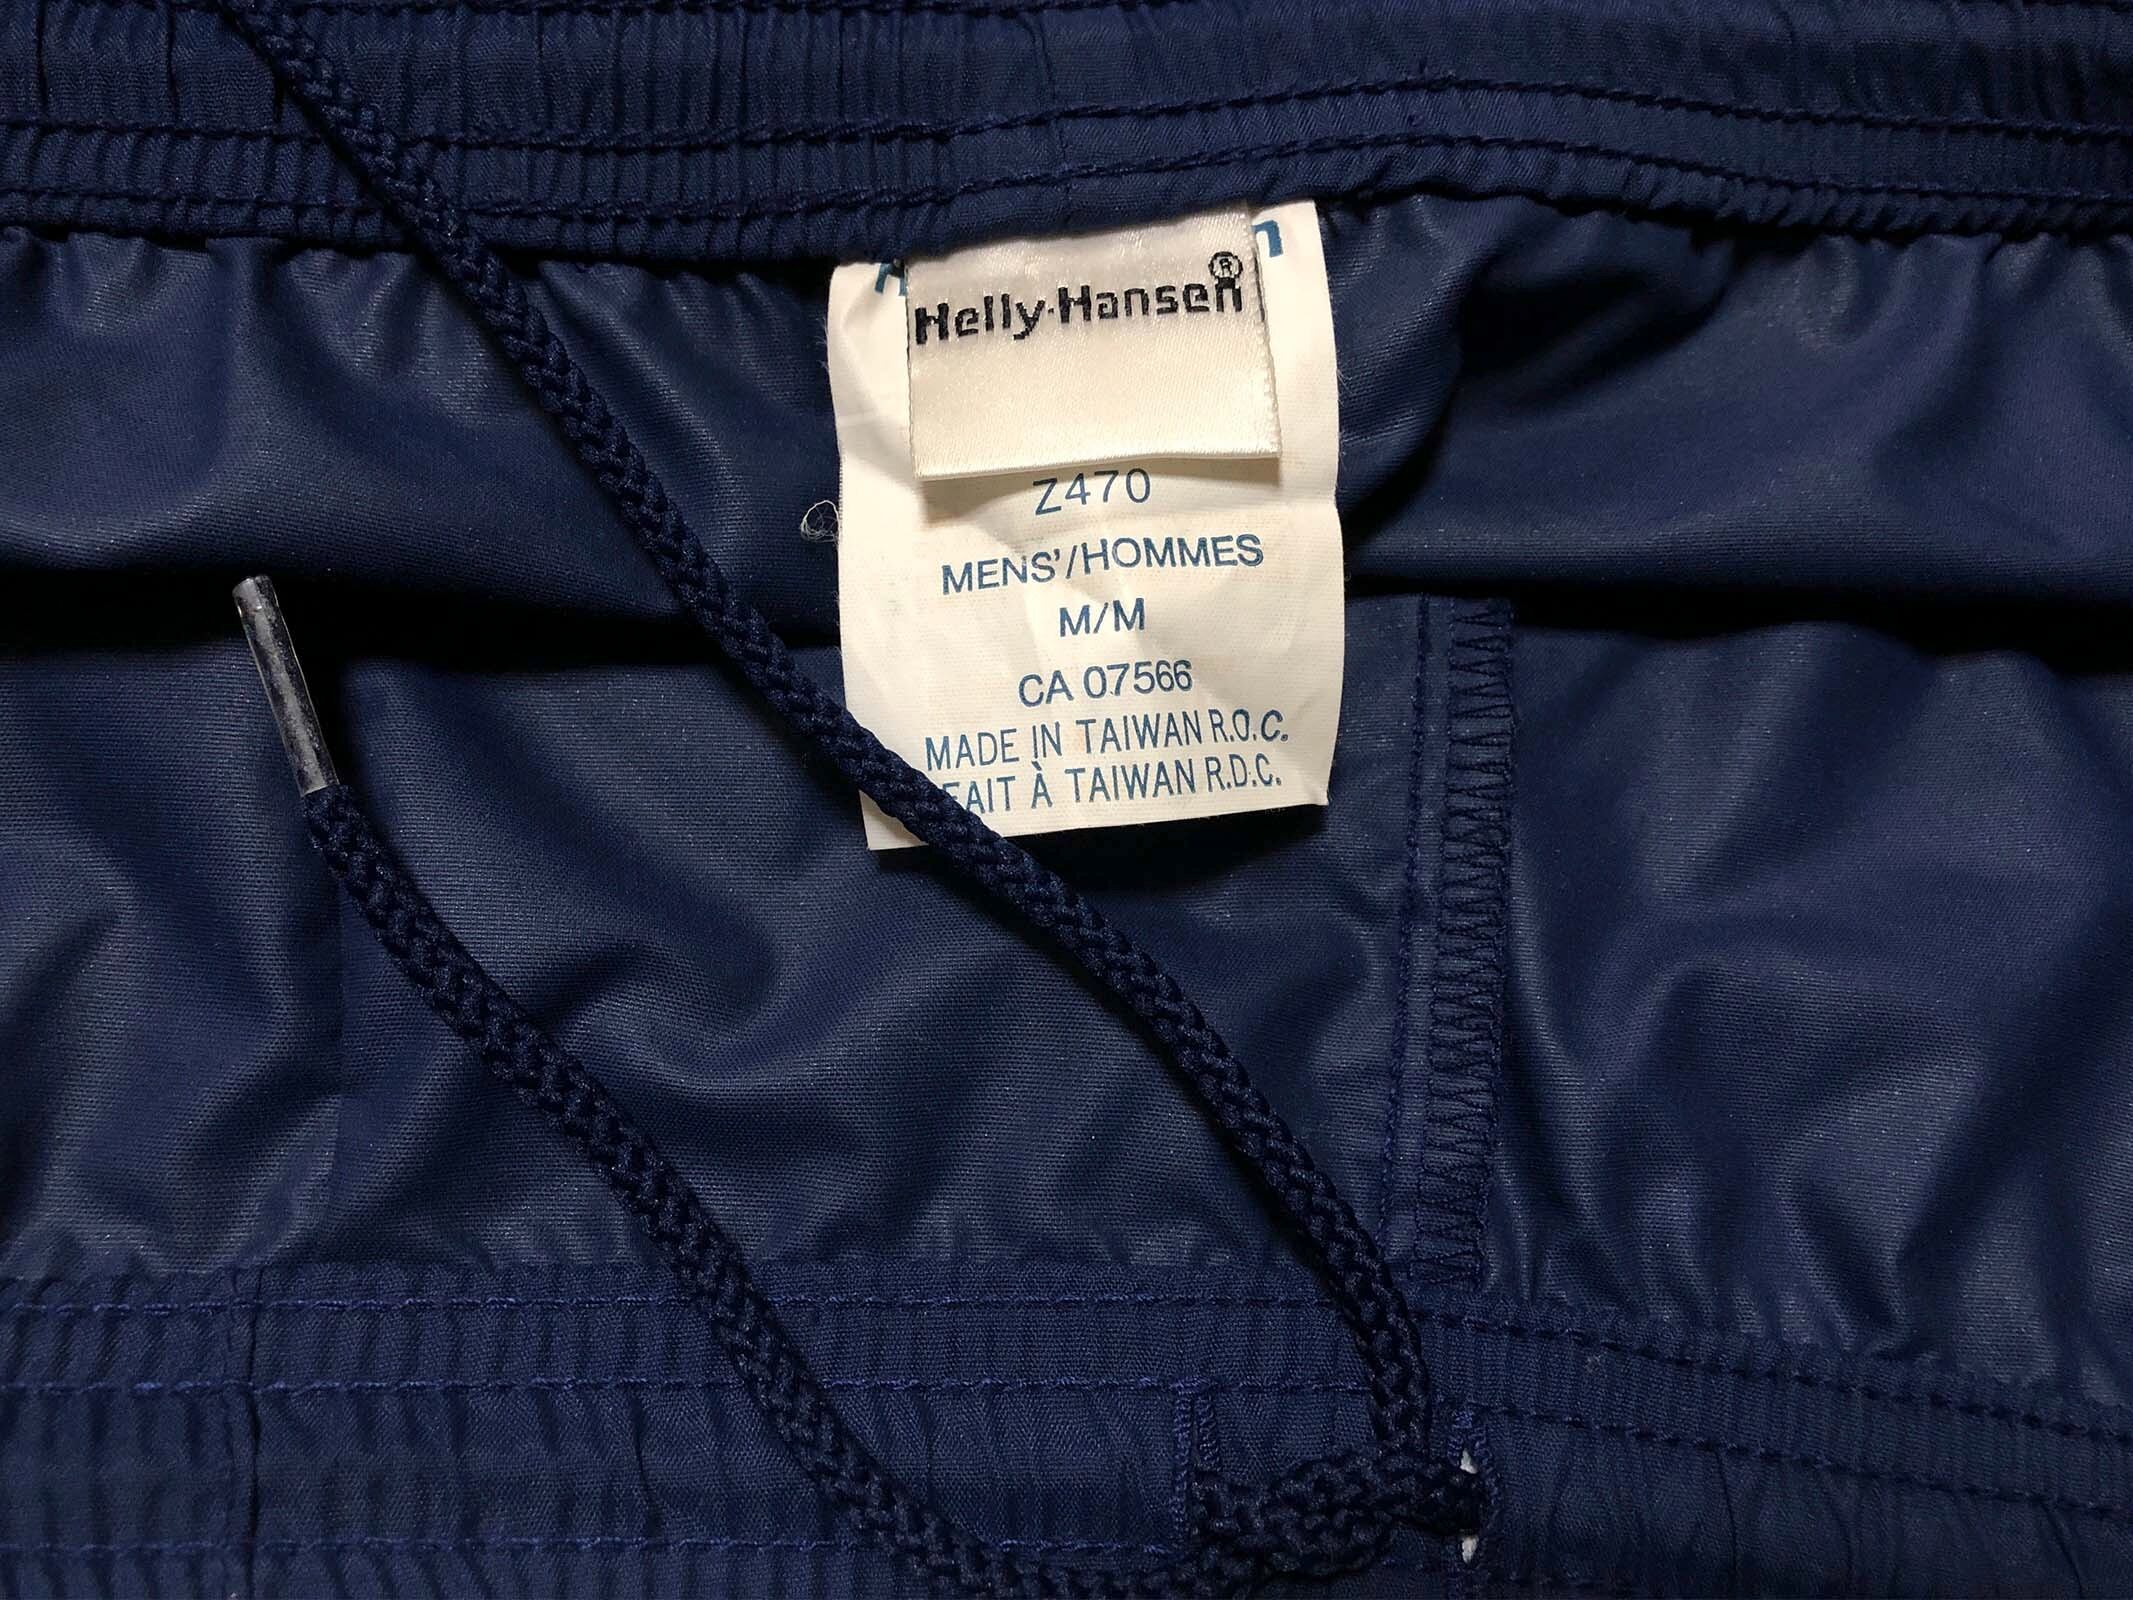 Helly·Hansen®
Z470
MENS'/HOMMES
M/M
CA 07566
MADE IN TAIWAN R.O.C.
FAIT À TAIWAN R.D.C.